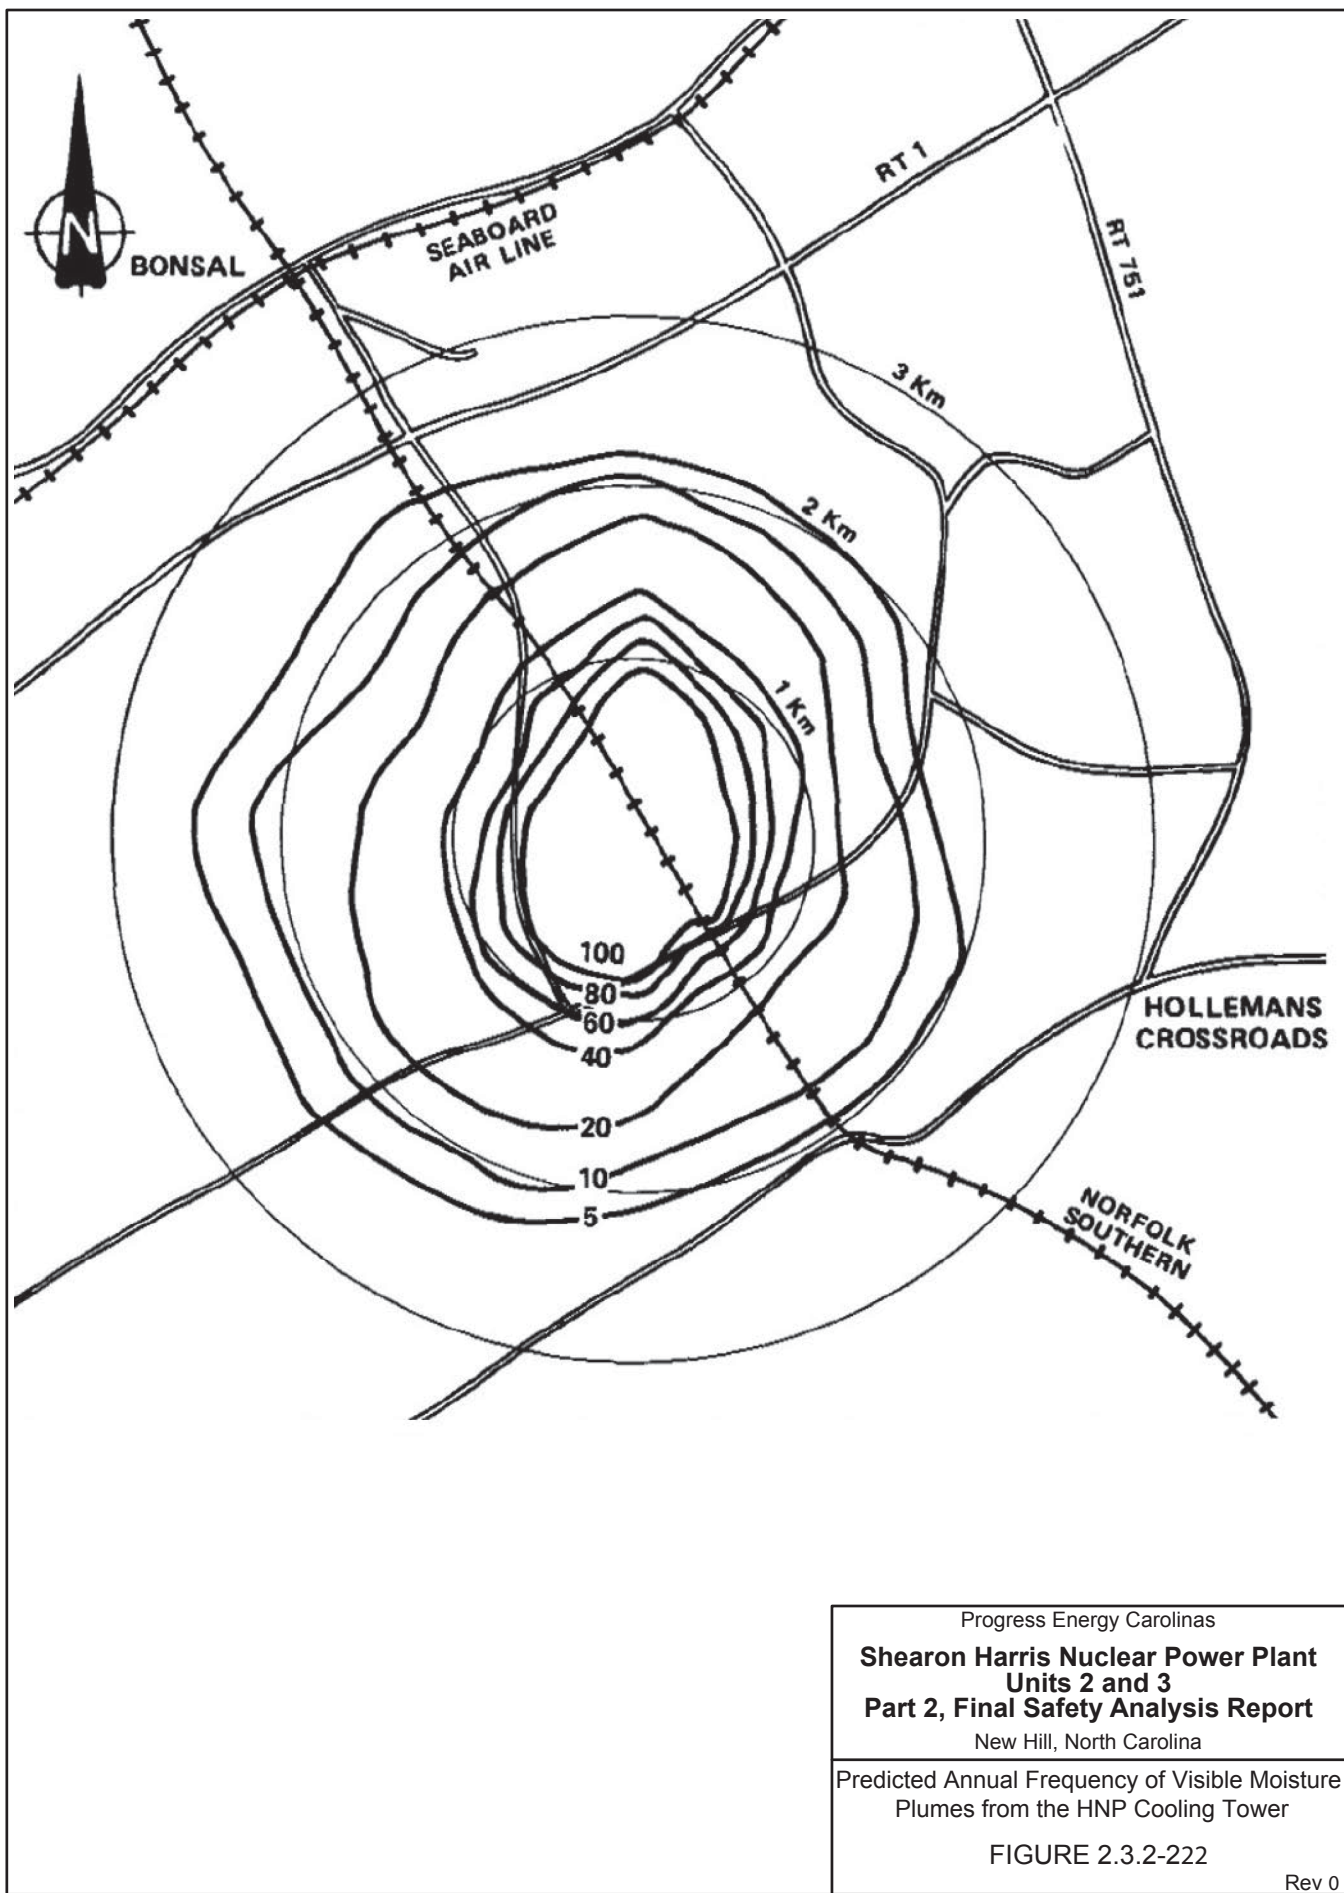 RT 1
SEABOARD
AIR LINE
RT 751
N
BONSAL
3 Km
2 Km
1 Km
100
80
60
40
20
10
5
HOLLEMANS
CROSSROADS
NORFOLK
SOUTHERN
Progress Energy Carolinas
Shearon Harris Nuclear Power Plant
Units 2 and 3
Part 2, Final Safety Analysis Report
New Hill, North Carolina
Predicted Annual Frequency of Visible Moisture
Plumes from the HNP Cooling Tower
FIGURE 2.3.2-222
Rev 0